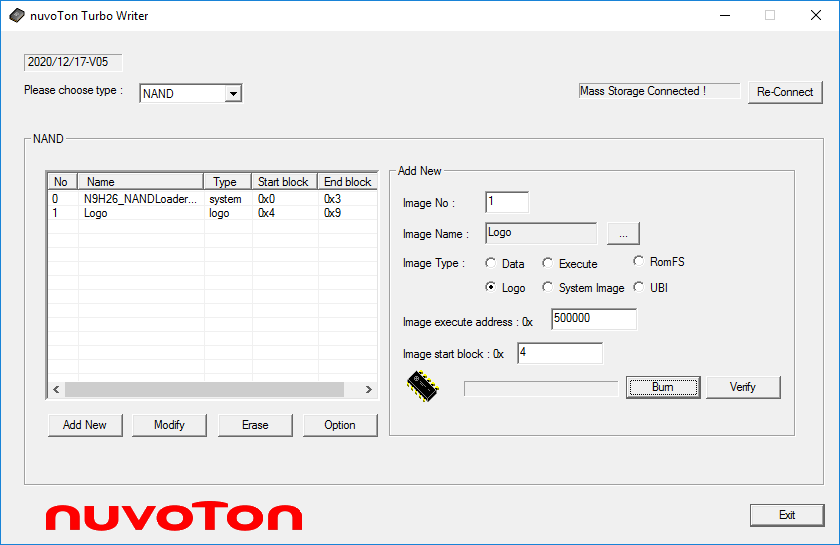 nuvoTon Turbo Writer
2020/12/17-V05
Please choose type :
NAND
Mass Storage Connected !
Re-Connect
NAND
No Name Type Start block End block
0 N9H26_NANDLoader... system 0x0 0x3
1 Logo logo 0x4 0x9
Add New
Modify
Erase
Option
Add New
Image No : 1
Image Name : Logo ...
Image Type : Data Execute RomFS
Logo System Image UBI
Image execute address : 0x 500000
Image start block : 0x 4
Burn
Verify
nuvoTon
Exit